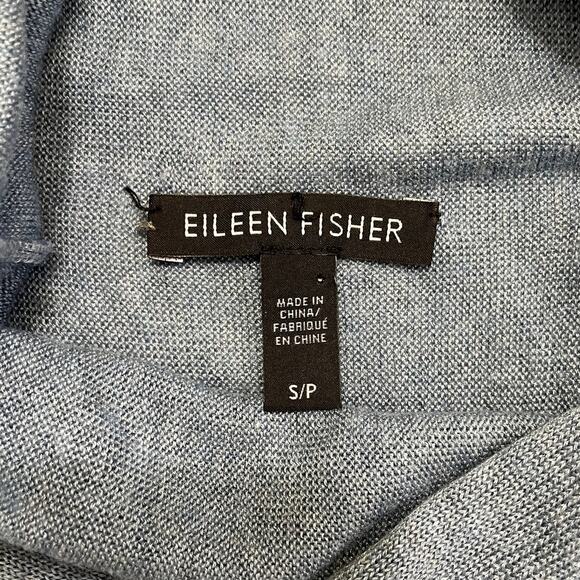 EILEEN FISHER
MADE IN
CHINA/
FABRIQUÉ
EN CHINE
S/P